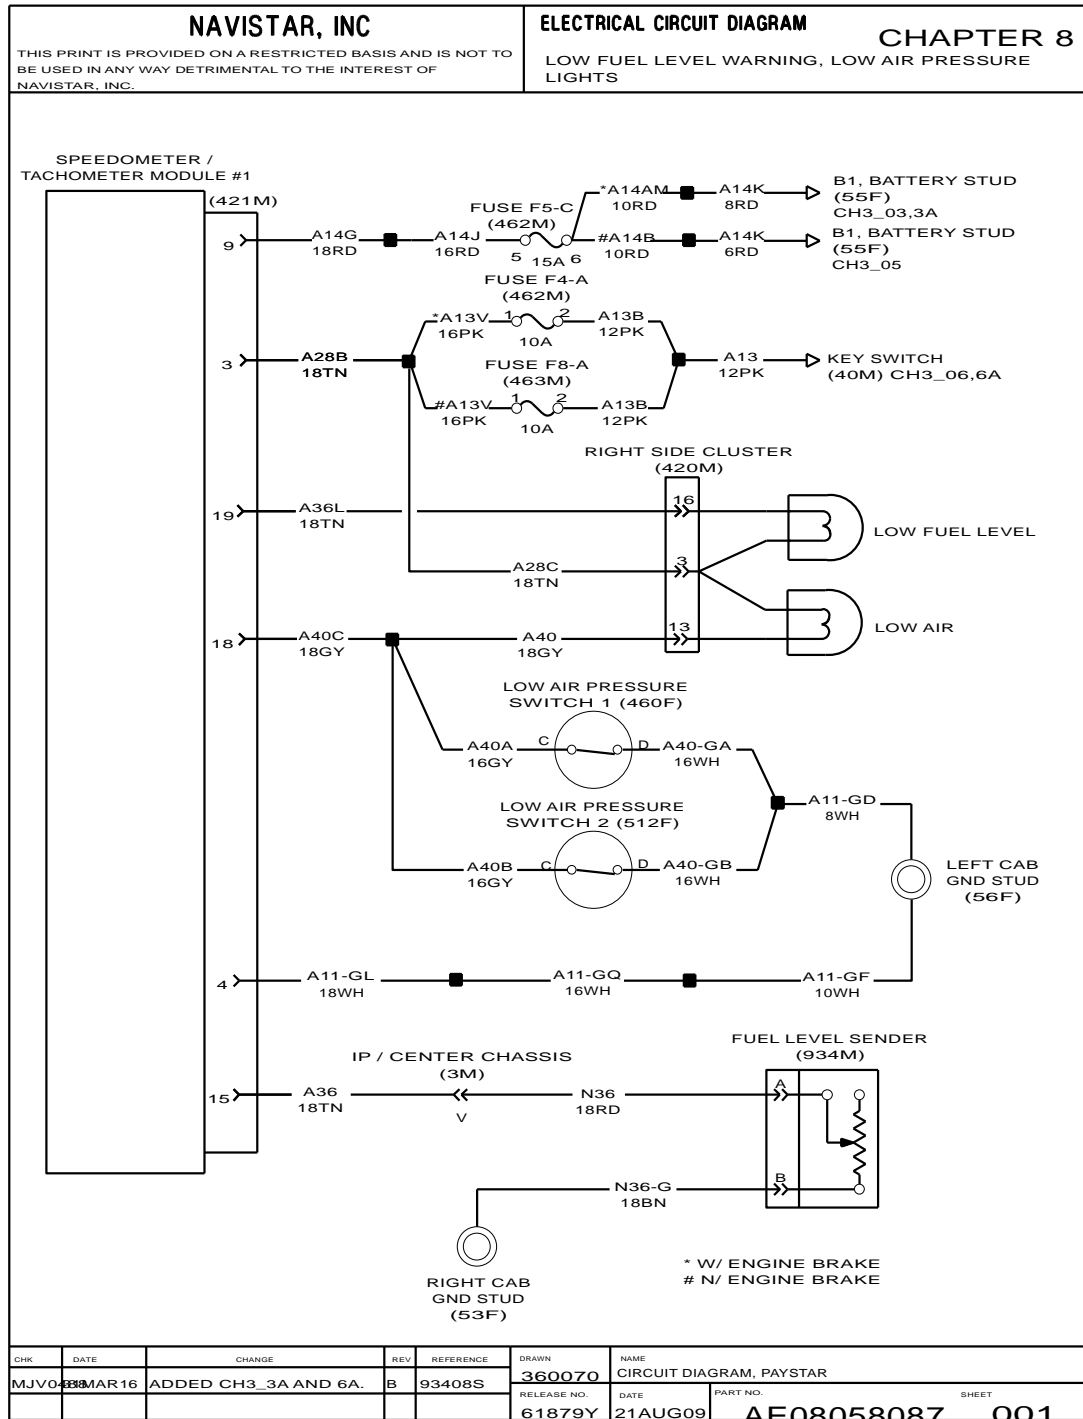 NAVISTAR, INC
THIS PRINT IS PROVIDED ON A RESTRICTED BASIS AND IS NOT TO
BE USED IN ANY WAY DETRIMENTAL TO THE INTEREST OF
NAVISTAR, INC.
ELECTRICAL CIRCUIT DIAGRAM
CHAPTER 8
LOW FUEL LEVEL WARNING, LOW AIR PRESSURE
LIGHTS
SPEEDOMETER /
TACHOMETER MODULE #1
(421M)
9
A14G
18RD
A14J
16RD
FUSE F5-C
(462M)
5
15A
6
*A14AM
10RD
A14K
8RD
B1, BATTERY STUD
(55F)
CH3_03,3A
#A14B
10RD
A14K
6RD
B1, BATTERY STUD
(55F)
CH3_05
FUSE F4-A
(462M)
*A13V
16PK
1
2
10A
A13B
12PK
3
A28B
18TN
FUSE F8-A
(463M)
#A13V
16PK
1
2
10A
A13B
12PK
A13
12PK
KEY SWITCH
(40M) CH3_06,6A
RIGHT SIDE CLUSTER
(420M)
19
A36L
18TN
16
LOW FUEL LEVEL
A28C
18TN
3
18
A40C
18GY
A40
18GY
13
LOW AIR
LOW AIR PRESSURE
SWITCH 1 (460F)
A40A
16GY
C
D
A40-GA
16WH
LOW AIR PRESSURE
SWITCH 2 (512F)
A40B
16GY
C
D
A40-GB
16WH
A11-GD
8WH
LEFT CAB
GND STUD
(56F)
4
A11-GL
18WH
A11-GQ
16WH
A11-GF
10WH
FUEL LEVEL SENDER
(934M)
15
A36
18TN
IP / CENTER CHASSIS
(3M)
V
N36
18RD
A
N36-G
18BN
B
RIGHT CAB
GND STUD
(53F)
* W/ ENGINE BRAKE
# N/ ENGINE BRAKE
CHK DATE CHANGE REV REFERENCE
ADDED CH3_3A AND 6A. B 93408S
DRAWN
360070
NAME
CIRCUIT DIAGRAM, PAYSTAR
RELEASE NO.
61879Y
DATE
21AUG09
PART NO.
AE08058087
SHEET
001